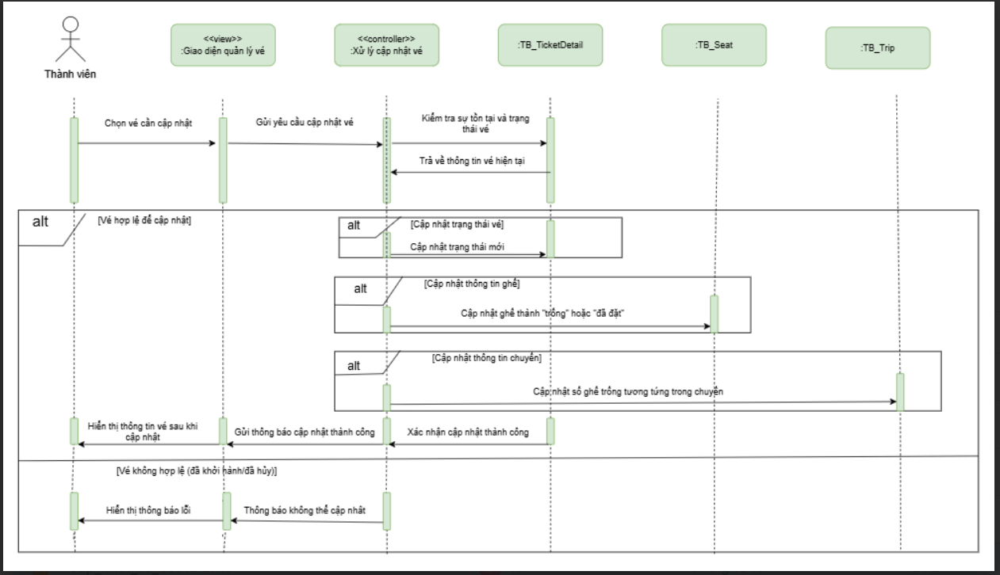 <<view>>
:Giao diện quản lý vé
<<controller>>
:Xử lý cập nhật vé
:TB_TicketDetail
:TB_Seat
:TB_Trip
Thành viên
Chọn vé cần cập nhật
Gửi yêu cầu cập nhật vé
Kiểm tra sự tồn tại và trạng
thái vé
Trả về thông tin vé hiện tại
alt
[Vé hợp lệ để cập nhật]
alt
[Cập nhật trạng thái vé]
Cập nhật trạng thái mới
alt
[Cập nhật thông tin ghế]
Cập nhật ghế thành "trống" hoặc "đã đặt"
alt
[Cập nhật thông tin chuyến]
Cập nhật số ghế trống tương tứng trong chuyến
Hiển thị thông tin vé sau khi
cập nhật
Gửi thông báo cập nhật thành công
Xác nhận cập nhật thành công
[Vé không hợp lệ (đã khởi hành/đã hủy)]
Hiển thị thông báo lỗi
Thông báo không thể cập nhât